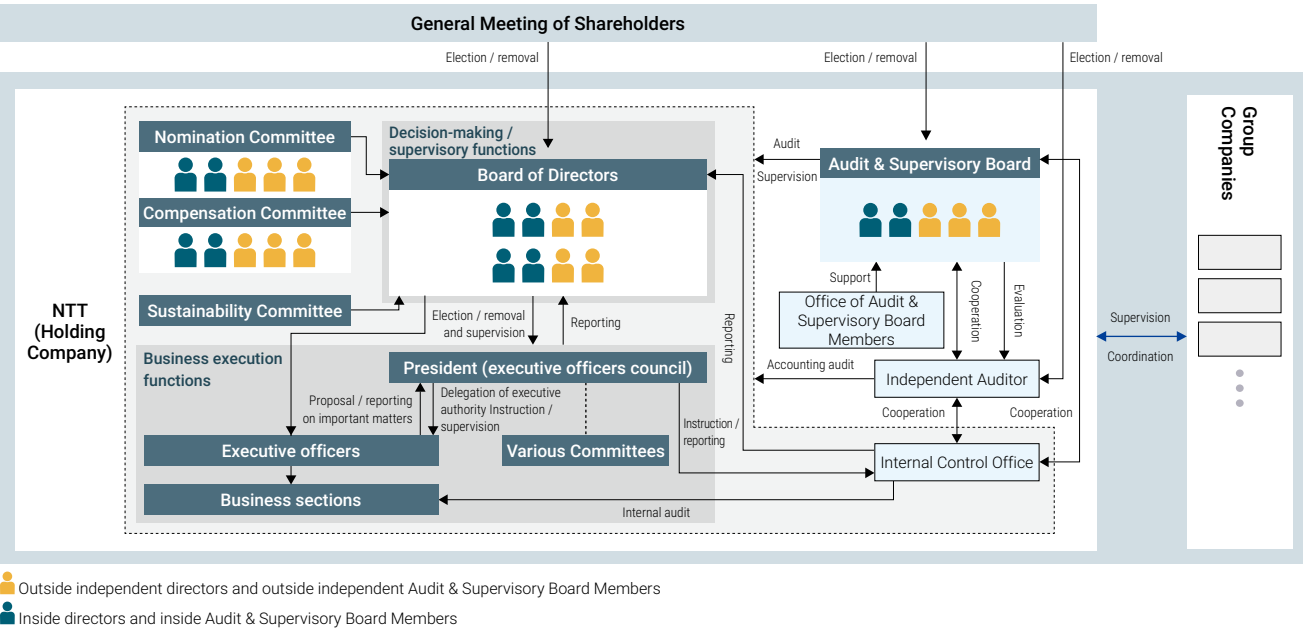 General Meeting of Shareholders
Election / removal
Election / removal
Election / removal
NTT
(Holding
Company)
Nomination Committee
Compensation Committee
Sustainability Committee
Decision-making /
supervisory functions
Board of Directors
Audit
Supervision
Audit & Supervisory Board
Support
Office of Audit &
Supervisory Board
Members
Cooperation
Evaluation
Election / removal
and supervision
Reporting
Reporting
Business execution
functions
President (executive officers council)
Proposal / reporting
on important matters
Delegation of executive
authority Instruction /
supervision
Executive officers
Various Committees
Business sections
Instruction /
reporting
Accounting audit
Independent Auditor
Cooperation
Cooperation
Internal Control Office
Internal audit
Supervision
Coordination
Group
Companies
Outside independent directors and outside independent Audit & Supervisory Board Members
Inside directors and inside Audit & Supervisory Board Members